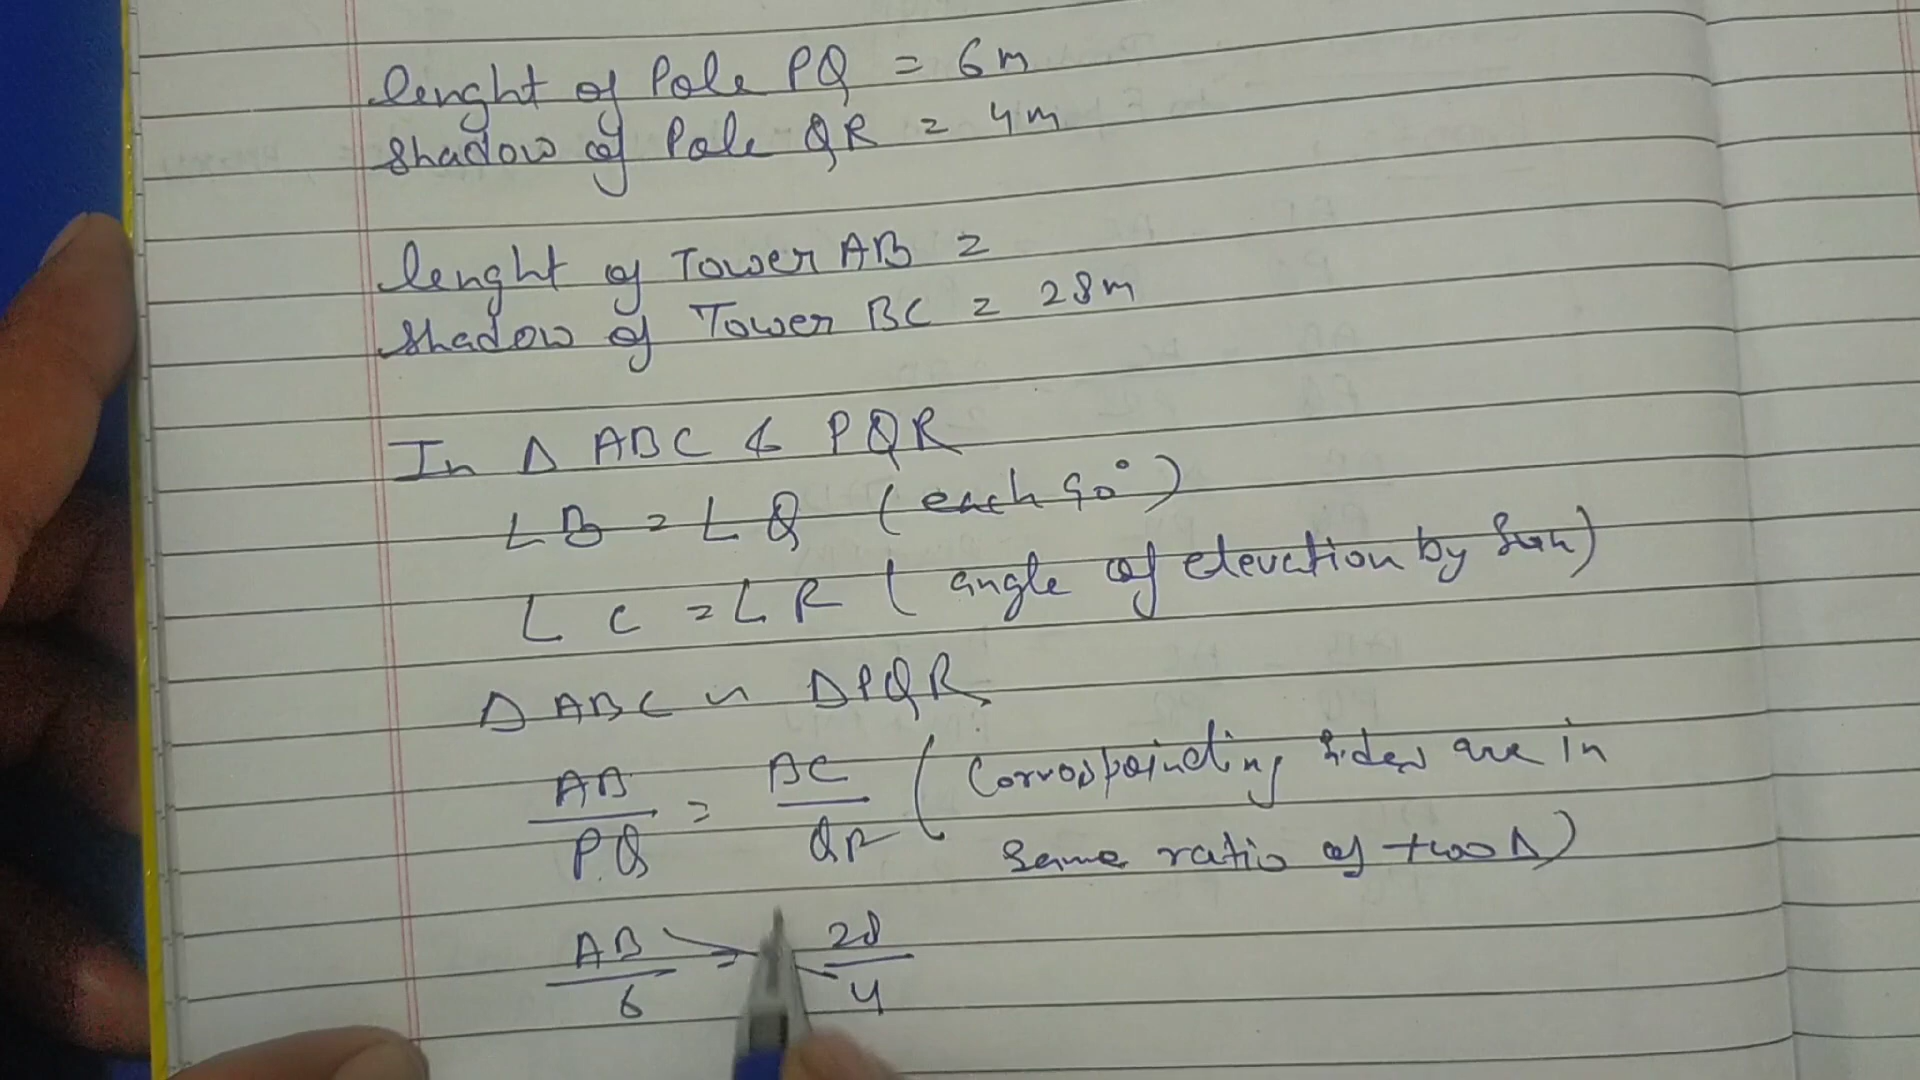 lenght of Pole PQ = 6m
Shadow of Pole QR = 4m
lenght of Tower AB =
Shadow of Tower BC = 28m
In Δ ABC & PQR
∠B = ∠Q (each 90°)
∠C = ∠R (angle of elevation by Sun)
Δ ABC ~ ΔPQR
AB/PQ = BC/QR (Corrospointing sides are in
Same ratio of two Δ)
AB/6 = 28/4